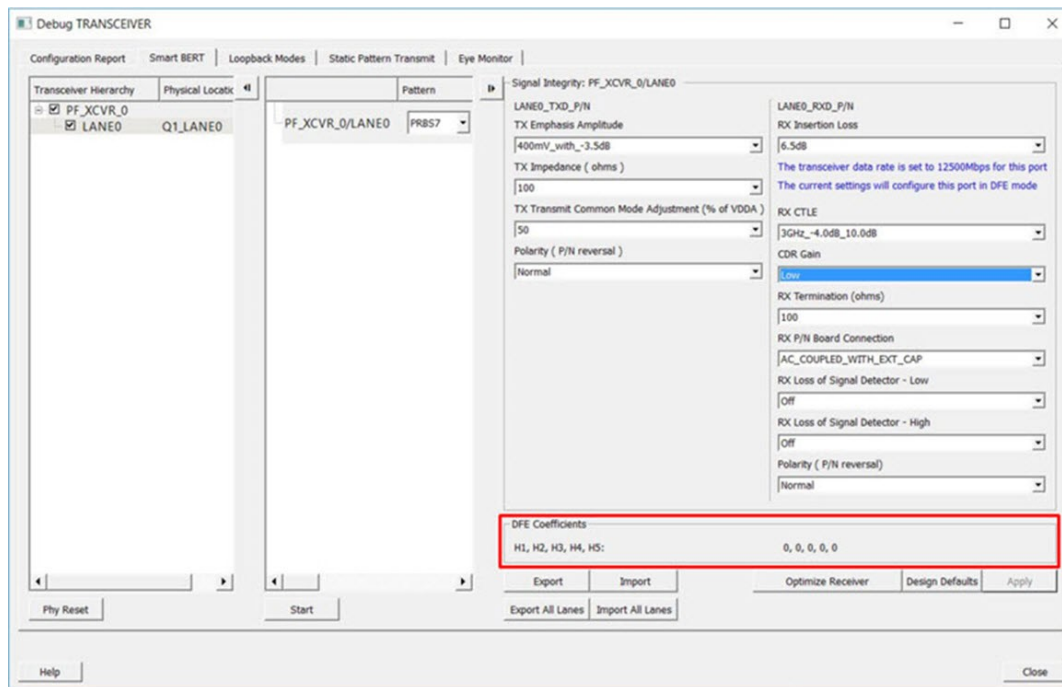 Debug TRANSCEIVER
Configuration Report
Smart BERT
Loopback Modes
Static Pattern Transmit
Eye Monitor
Transceiver Hierarchy
Physical Locatic
PF_XCVR_0
LANE0
Q1_LANE0
Phy Reset
Pattern
PF_XCVR_0/LANE0
PRBS7
Start
Signal Integrity: PF_XCVR_0/LANE0
LANE0_TXD_P/N
TX Emphasis Amplitude
400mV_with_-3.5dB
TX Impedance ( ohms )
100
TX Transmit Common Mode Adjustment (% of VDDA )
50
Polarity ( P/N reversal )
Normal
LANE0_RXD_P/N
RX Insertion Loss
6.5dB
The transceiver data rate is set to 12500Mbps for this port
The current settings will configure this port in DFE mode
RX CTLE
3GHz_-4.0dB_10.0dB
CDR Gain
Low
RX Termination (ohms)
100
RX P/N Board Connection
AC_COUPLED_WITH_EXT_CAP
RX Loss of Signal Detector - Low
Off
RX Loss of Signal Detector - High
Off
Polarity ( P/N reversal)
Normal
DFE Coefficients
H1, H2, H3, H4, H5: 0, 0, 0, 0, 0
Export
Import
Optimize Receiver
Design Defaults
Apply
Export All Lanes
Import All Lanes
Help
Close